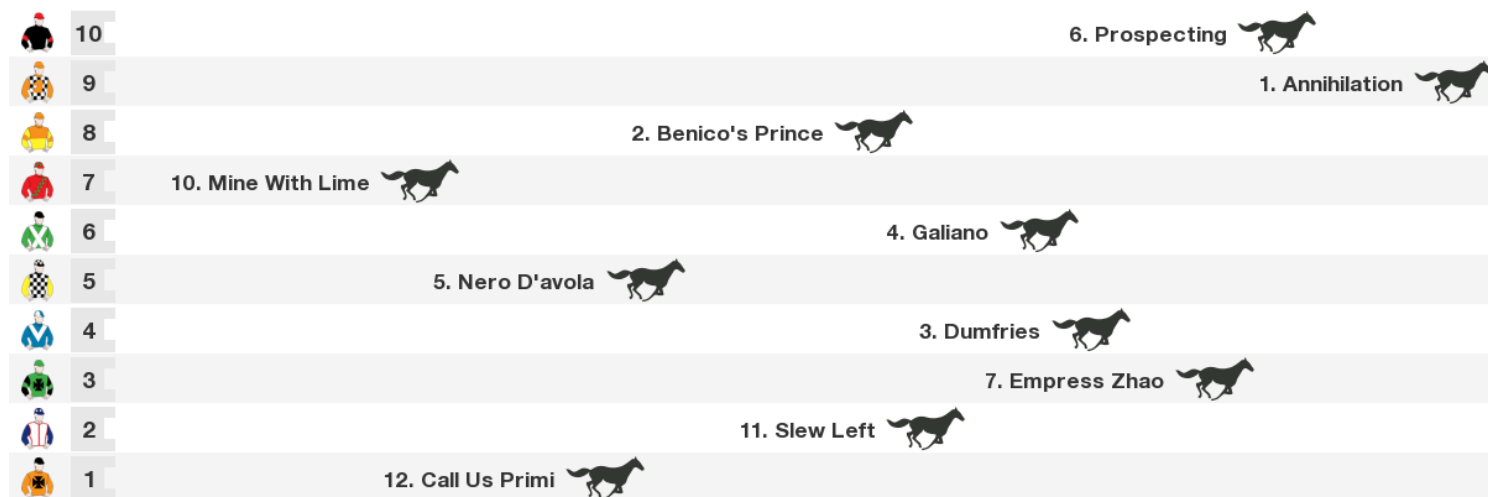 10 6. Prospecting
9 1. Annihilation
8 2. Benico's Prince
7 10. Mine With Lime
6 4. Galiano
5 5. Nero D'avola
4 3. Dumfries
3 7. Empress Zhao
2 11. Slew Left
1 12. Call Us Primi